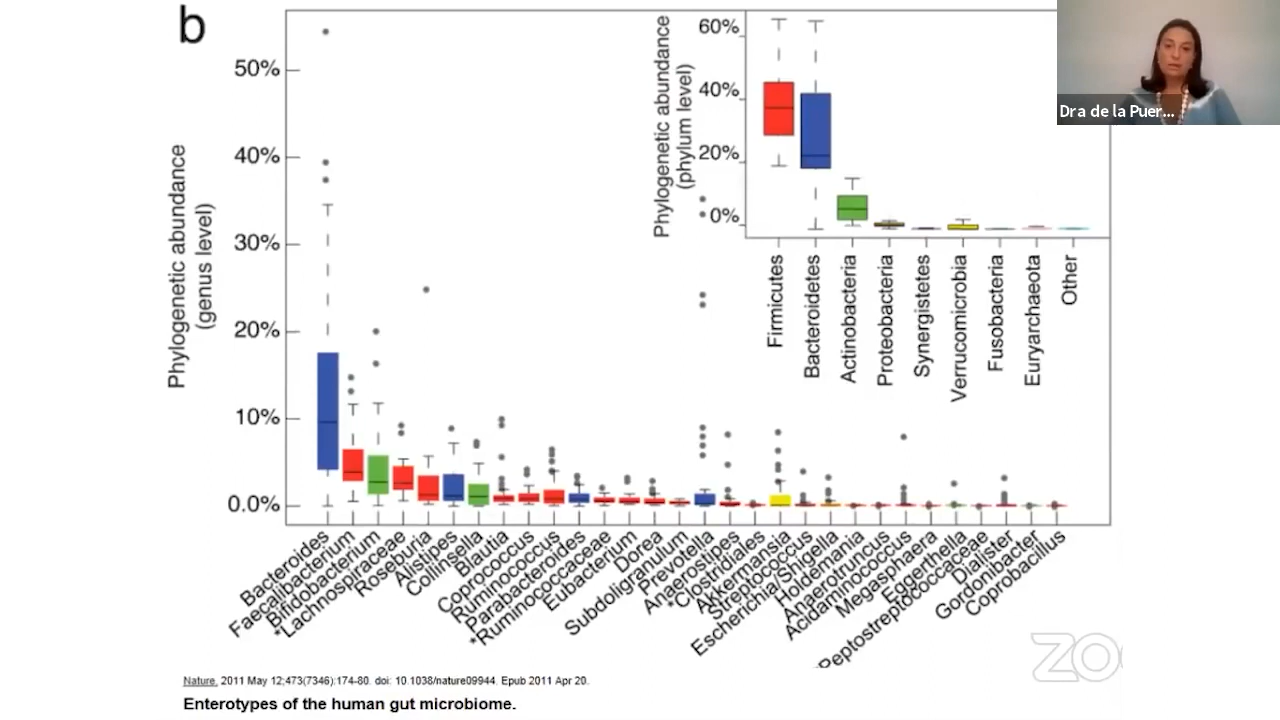 b
Phylogenetic abundance
(genus level)
50%
40%
30%
20%
10%
0.0%
Bacteroides
Faecalibacterium
Bifidobacterium
*Lachnospiraceae
Roseburia
Alistipes
Collinsella
Blautia
Coprococcus
Ruminococcus
Parabacteroides
*Ruminococcaceae
Eubacterium
Dorea
Subdoligranulum
Prevotella
Anaerostipes
*Clostridiales
Akkermansia
Streptococcus
Escherichia/Shigella
Holdemania
Anaerotruncus
Acidaminococcus
Megasphaera
Eggerthella
*Peptostreptococcaceae
Dialister
Gordonibacter
Coprobacillus
Phylogenetic abundance
(phylum level)
60%
40%
20%
0%
Firmicutes
Bacteroidetes
Actinobacteria
Proteobacteria
Synergistetes
Verrucomicrobia
Fusobacteria
Euryarchaeota
Other
Dra de la Puer...
ZO
Nature. 2011 May 12;473(7346):174-80. doi: 10.1038/nature09944. Epub 2011 Apr 20.
Enterotypes of the human gut microbiome.